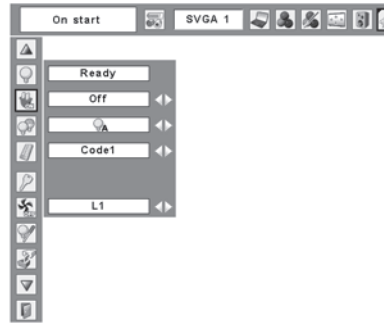 On start SVGA 1
Ready
Off
A
Code1
L1